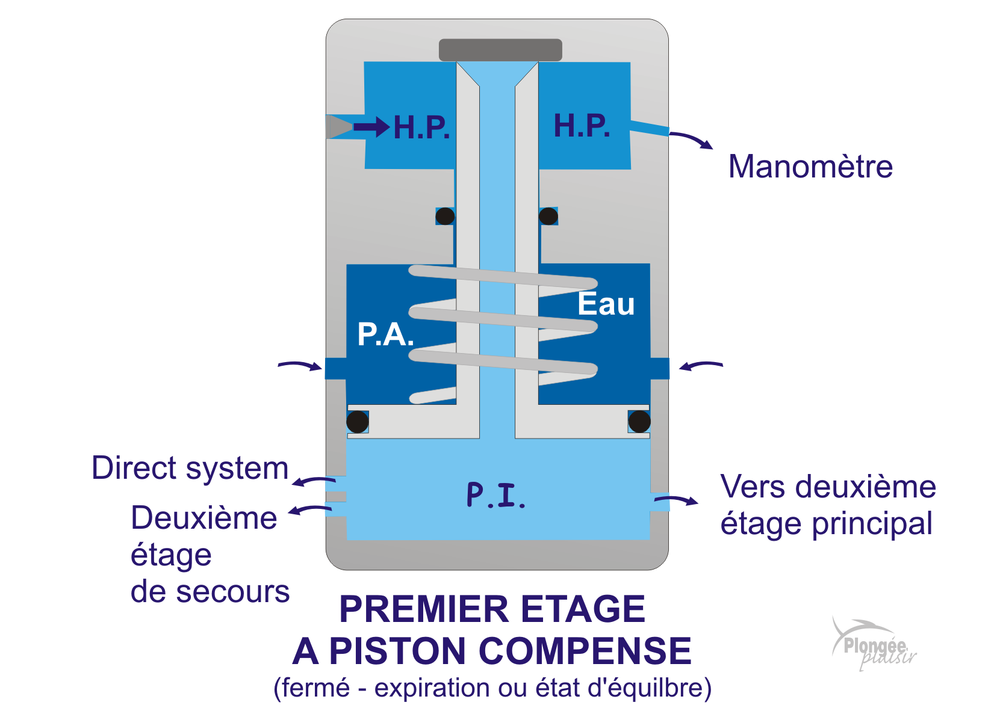 H.P.
H.P.
Manomètre
Eau
P.A.
Direct system
P.I.
Vers deuxième
étage principal
Deuxième
étage
de secours
PREMIER ETAGE
A PISTON COMPENSE
(fermé - expiration ou état d'équilbre)
Plongée
plaisir